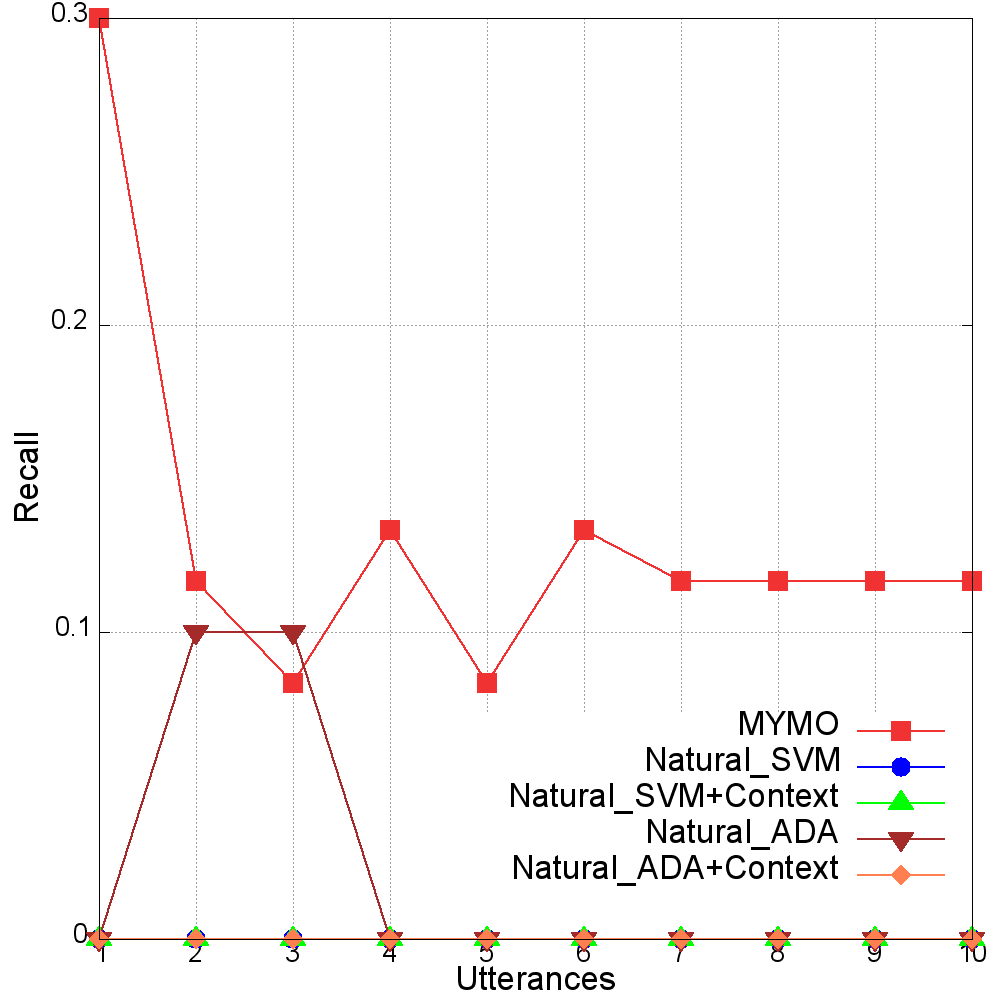 0.3
0.2
0.1
0
Recall
1 2 3 4 5 6 7 8 9 10
Utterances
MYMO
Natural_SVM
Natural_SVM+Context
Natural_ADA
Natural_ADA+Context